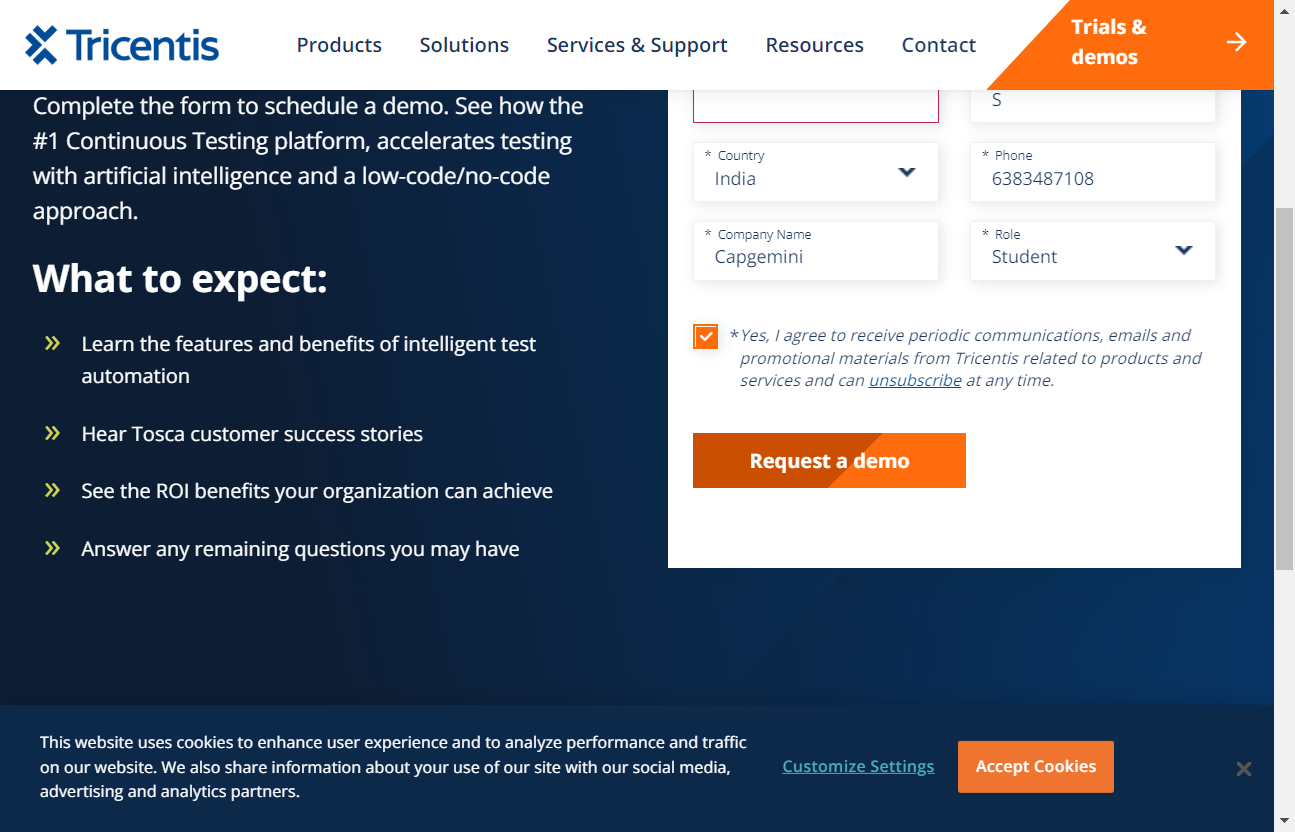 Tricentis
Products
Solutions
Services & Support
Resources
Contact
Trials &
demos
Complete the form to schedule a demo. See how the
#1 Continuous Testing platform, accelerates testing
with artificial intelligence and a low-code/no-code
approach.
What to expect:
Learn the features and benefits of intelligent test
automation
Hear Tosca customer success stories
See the ROI benefits your organization can achieve
Answer any remaining questions you may have
S
* Country
India
* Phone
6383487108
* Company Name
Capgemini
* Role
Student
*Yes, I agree to receive periodic communications, emails and
promotional materials from Tricentis related to products and
services and can unsubscribe at any time.
Request a demo
This website uses cookies to enhance user experience and to analyze performance and traffic
on our website. We also share information about your use of our site with our social media,
advertising and analytics partners.
Customize Settings
Accept Cookies